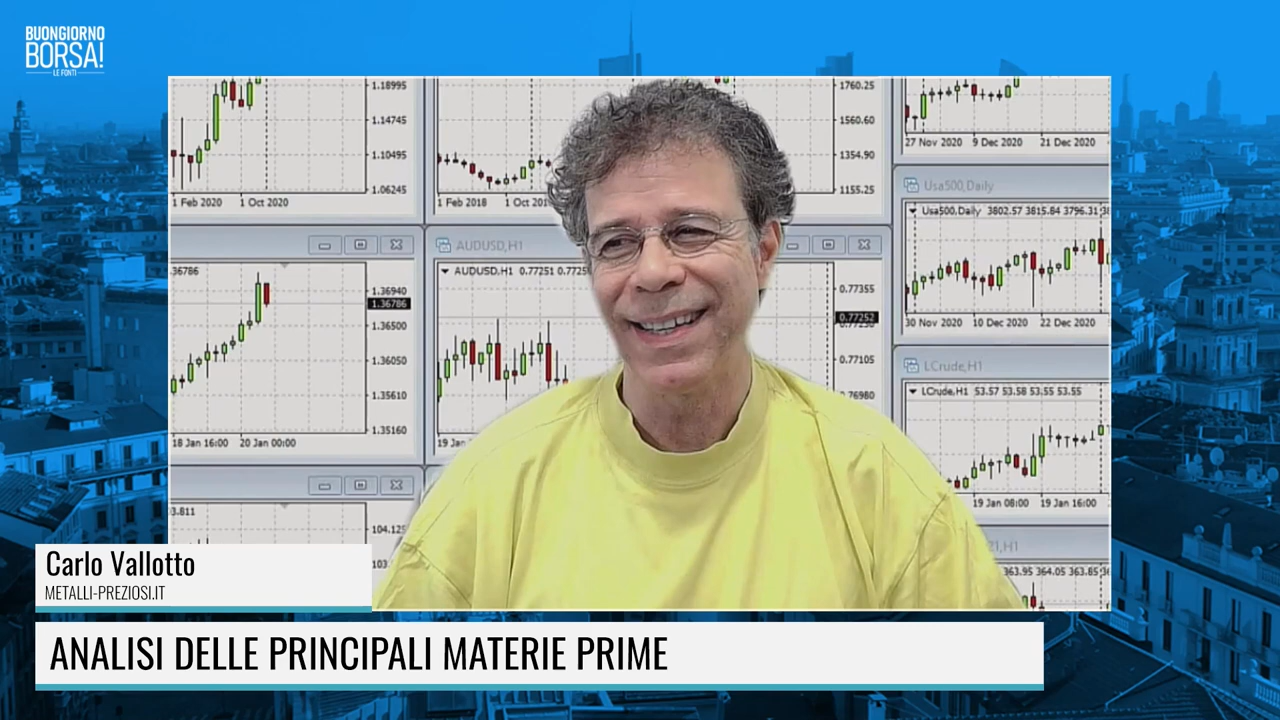 BUONGIORNO
BORSA!
LE FONTI
1.18995
1.14745
1.10495
1.06245
1 Feb 2020 1 Oct 2020
1760.25
1560.60
1354.90
1155.25
1 Feb 2018
27 Nov 2020 9 Dec 2020 21 Dec 2020
Usa500,Daily
Usa500,Daily 3802.57 3815.84 3796.31
30 Nov 2020 10 Dec 2020 22 Dec 2020
1.36940
1.36786
1.36500
1.36050
1.35610
1.35160
18 Jan 16:00 20 Jan 00:00
AUDUSD,H1
AUDUSD,H1 0.77251
0.77355
0.77252
0.77105
0.76980
19 Jan
LCrude,H1
LCrude,H1 53.57 53.58 53.55 53.55
19 Jan 08:00 19 Jan 16:00
363.95 364.05 363.85
Carlo Vallotto
METALLI-PREZIOSI.IT
ANALISI DELLE PRINCIPALI MATERIE PRIME